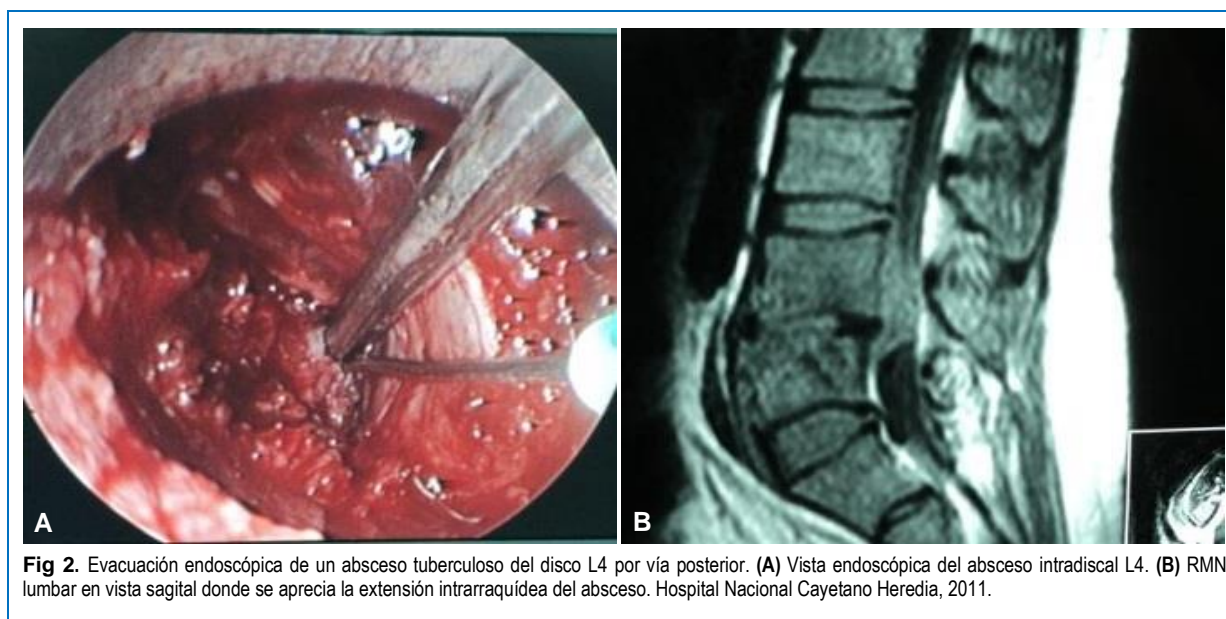 A
B
Fig 2. Evacuación endoscópica de un absceso tuberculoso del disco L4 por vía posterior. (A) Vista endoscópica del absceso intradiscal L4. (B) RMN
lumbar en vista sagital donde se aprecia la extensión intrarraquídea del absceso. Hospital Nacional Cayetano Heredia, 2011.